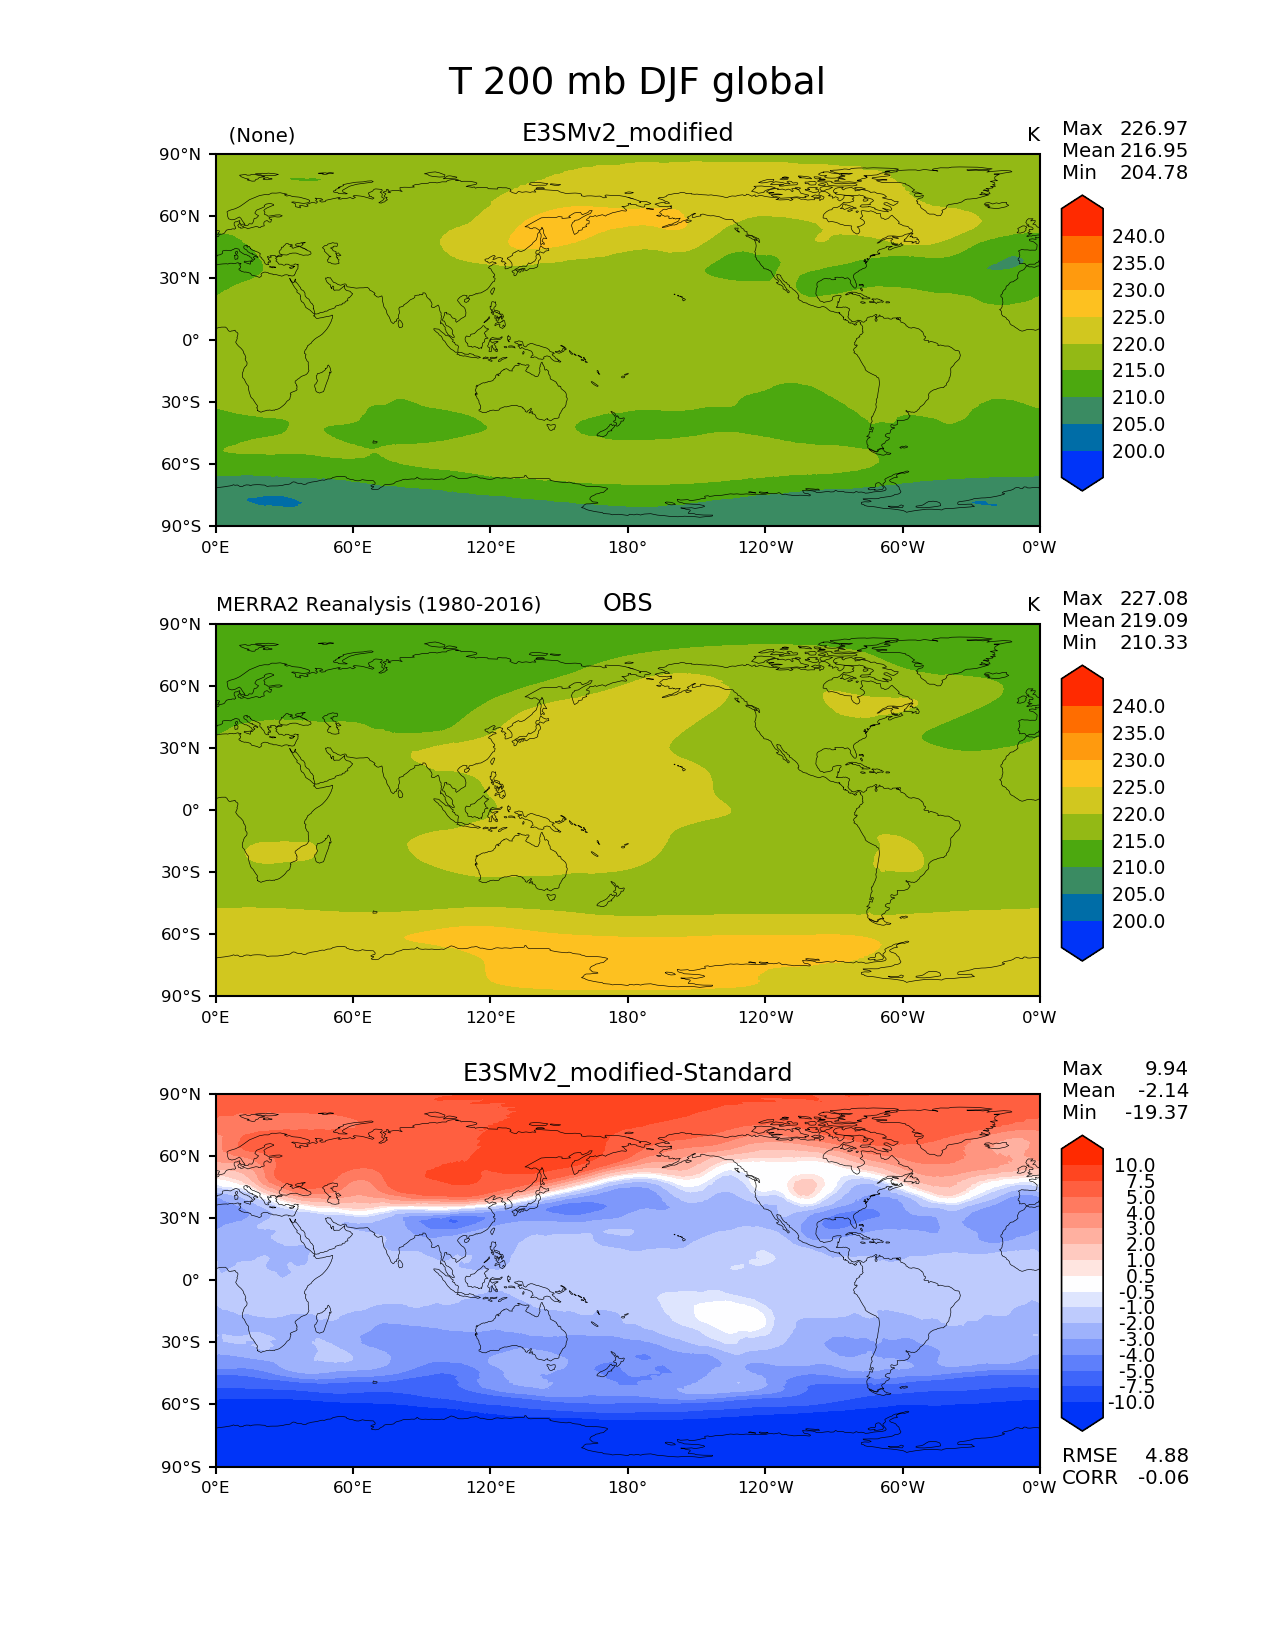 T 200 mb DJF global
(None) E3SMv2_modified K
Max 226.97
Mean 216.95
Min 204.78
90°N
60°N
30°N
0°
30°S
60°S
90°S
0°E 60°E 120°E 180° 120°W 60°W 0°W
240.0
235.0
230.0
225.0
220.0
215.0
210.0
205.0
200.0
MERRA2 Reanalysis (1980-2016) OBS K
Max 227.08
Mean 219.09
Min 210.33
90°N
60°N
30°N
0°
30°S
60°S
90°S
0°E 60°E 120°E 180° 120°W 60°W 0°W
240.0
235.0
230.0
225.0
220.0
215.0
210.0
205.0
200.0
E3SMv2_modified-Standard
Max 9.94
Mean -2.14
Min -19.37
90°N
60°N
30°N
0°
30°S
60°S
90°S
0°E 60°E 120°E 180° 120°W 60°W 0°W
10.0
7.5
5.0
4.0
3.0
2.0
1.0
0.5
-0.5
-1.0
-2.0
-3.0
-4.0
-5.0
-7.5
-10.0
RMSE 4.88
CORR -0.06